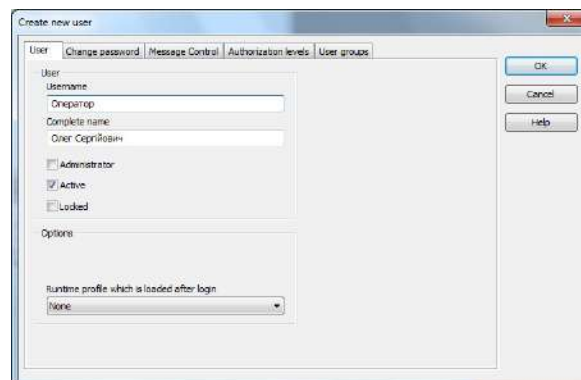 Create new user
User
Change password
Message Control
Authorization levels
User groups
User
Username
Оператор
Complete name
Олег Сергійович
Administrator
Active
Locked
Options
Runtime profile which is loaded after login
None
OK
Cancel
Help